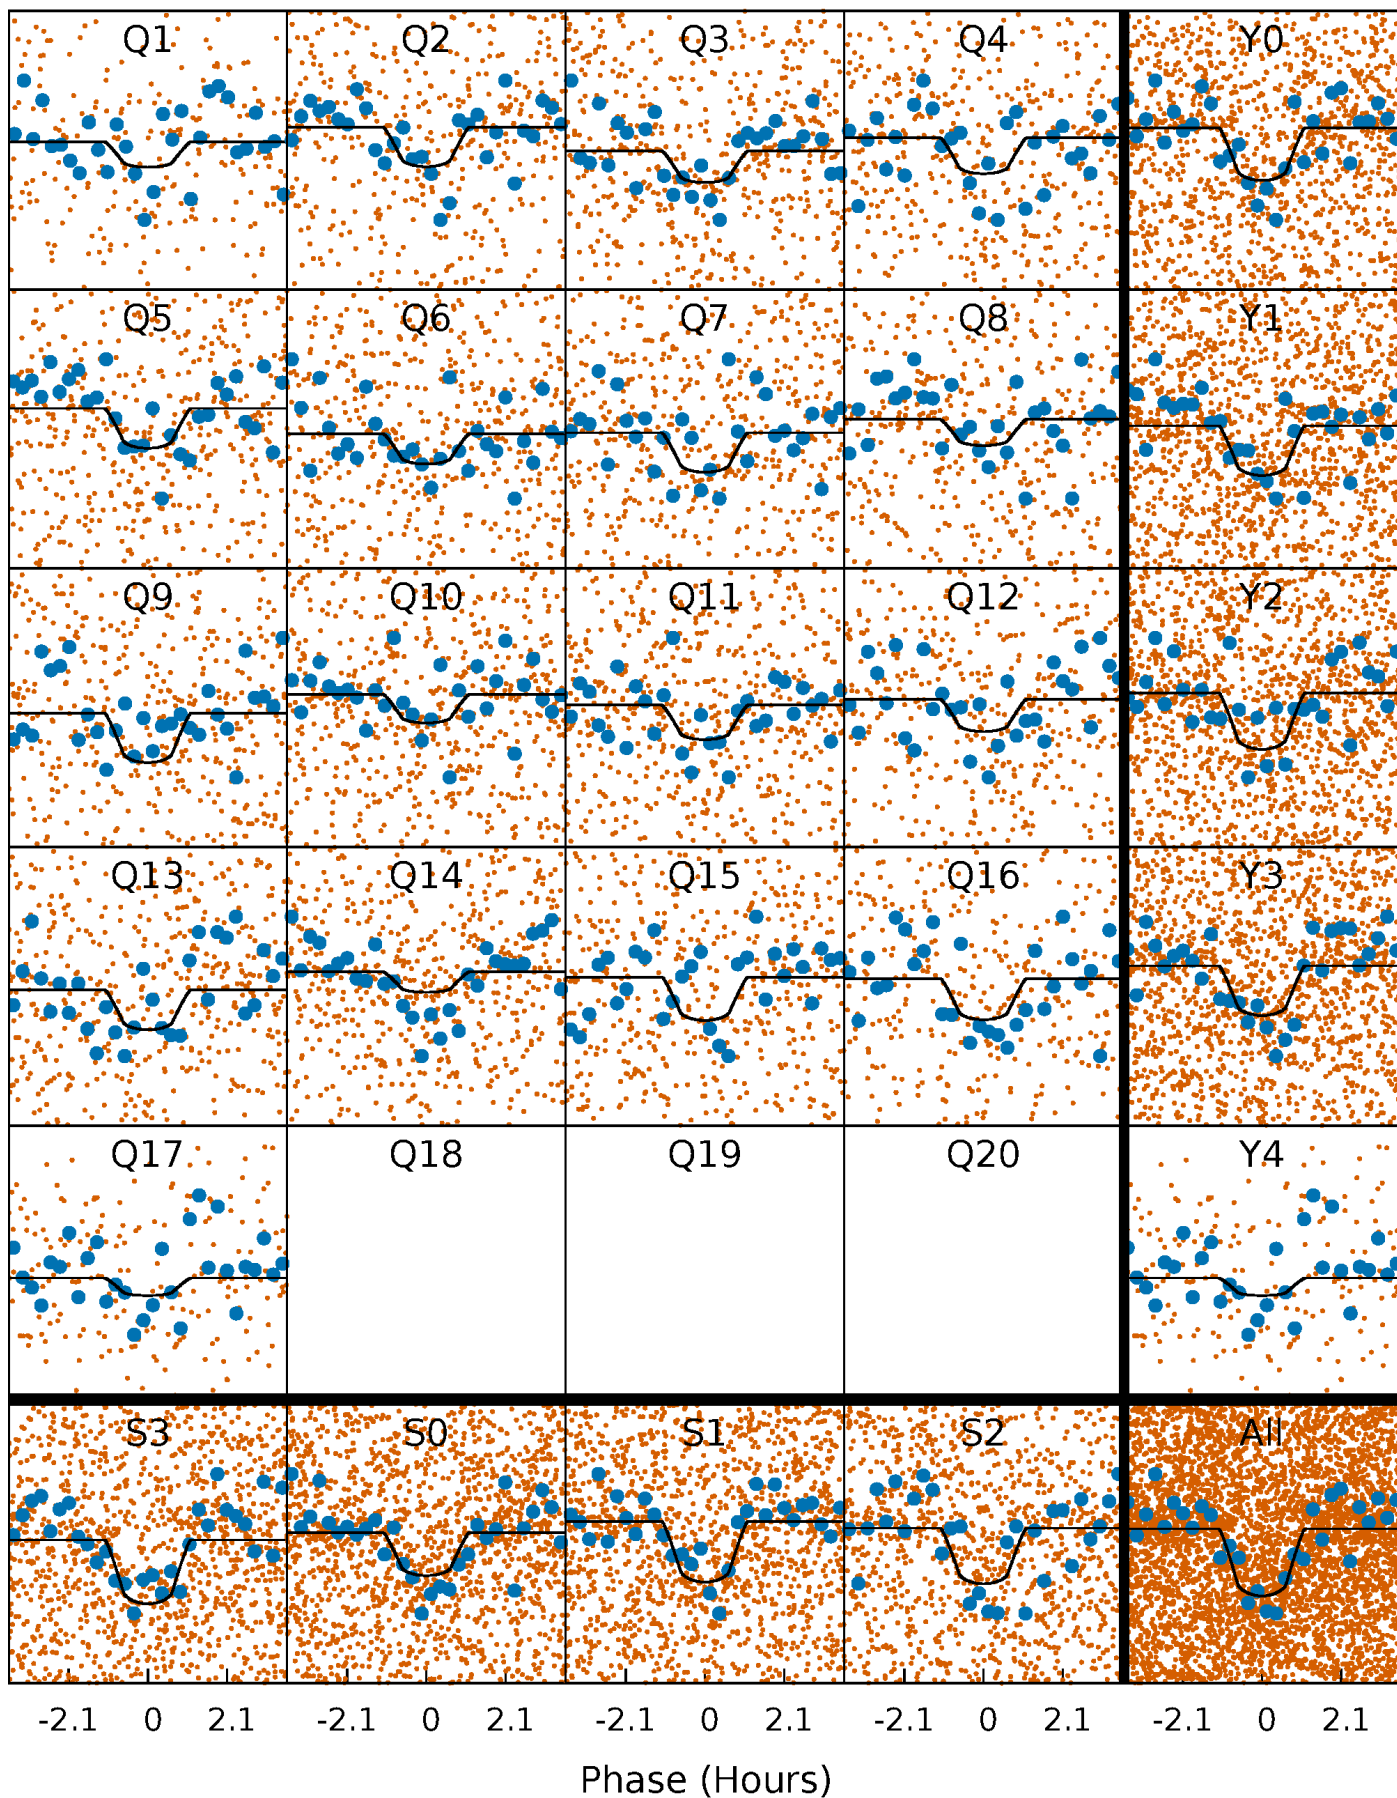 Q1 Q2 Q3 Q4 Y0
Q5 Q6 Q7 Q8 Y1
Q9 Q10 Q11 Q12 Y2
Q13 Q14 Q15 Q16 Y3
Q17 Q18 Q19 Q20 Y4
S3 S0 S1 S2 All
-2.1 0 2.1 -2.1 0 2.1 -2.1 0 2.1 -2.1 0 2.1 -2.1 0 2.1
Phase (Hours)